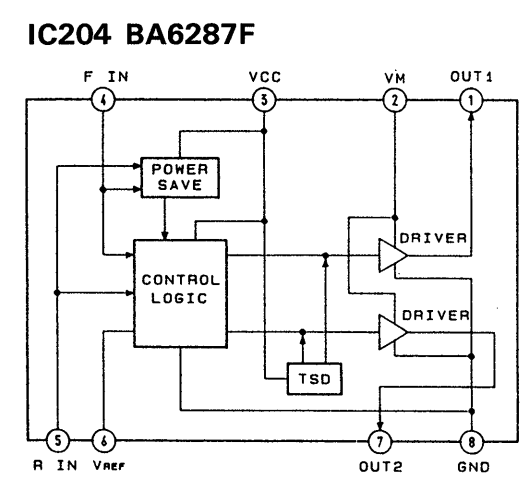 IC204 BA6287F
F IN
VCC
VM
OUT1
4
3
2
1
POWER
SAVE
DRIVER
CONTROL
LOGIC
DRIVER
TSD
5
6
7
8
R IN
VREF
OUT2
GND